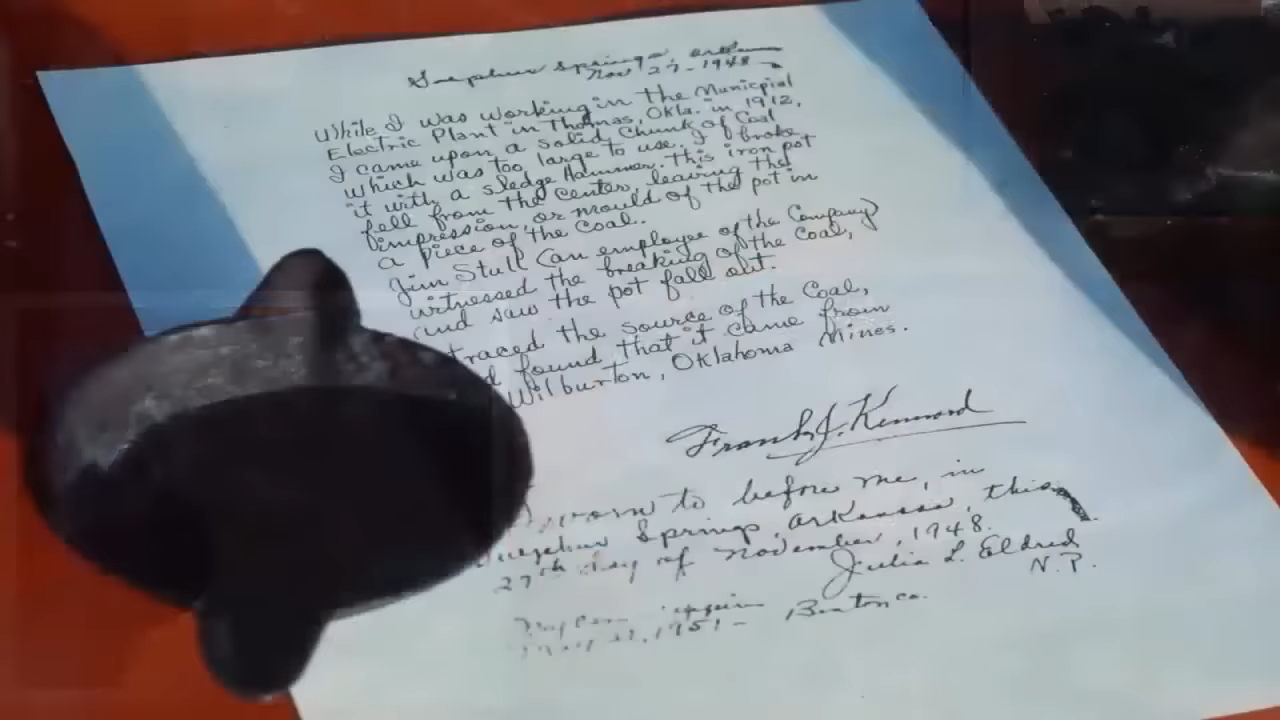 Sulphur Springs, Ark
Nov 27-1948
While I was working in the Municpial
Electric Plant in Thomas, Okla. in 1912,
I came upon a solid chunk of Coal
which was too large to use. I broke
it with a sledge Hammer. This iron pot
fell from the center, leaving the
impression, or mould of the pot in
a piece of the coal.
Jim Stull (an employee of the Company)
witnessed the breaking of the coal,
and saw the pot fall out.
traced the source of the Coal,
found that it came from
Wilburton, Oklahoma Mines.
Frank J. Kennard
Sworn to before me, in
Sulphur Springs, Arkansas, this
27th day of November, 1948.
Julia L. Eldred
N.P.
1951- Benton Co.